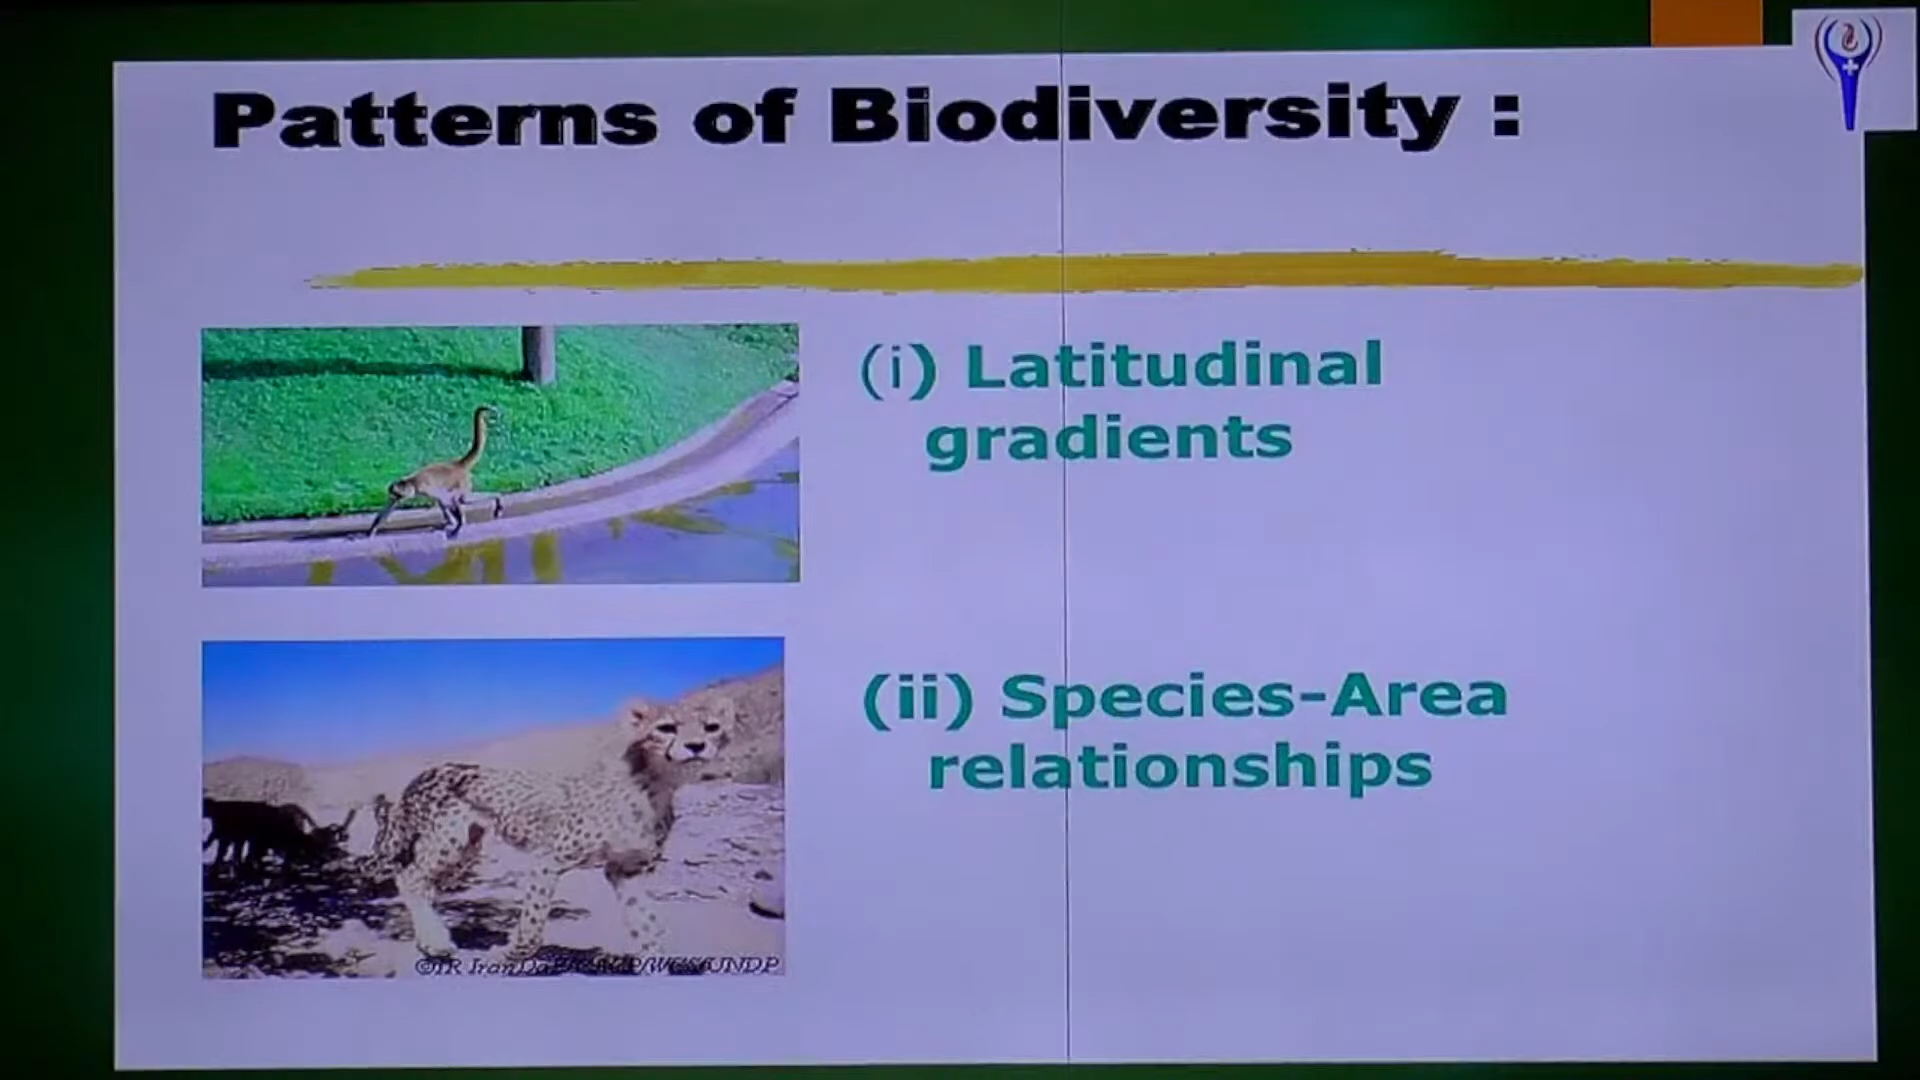 Patterns of Biodiversity :
(i) Latitudinal
gradients
(ii) Species-Area
relationships